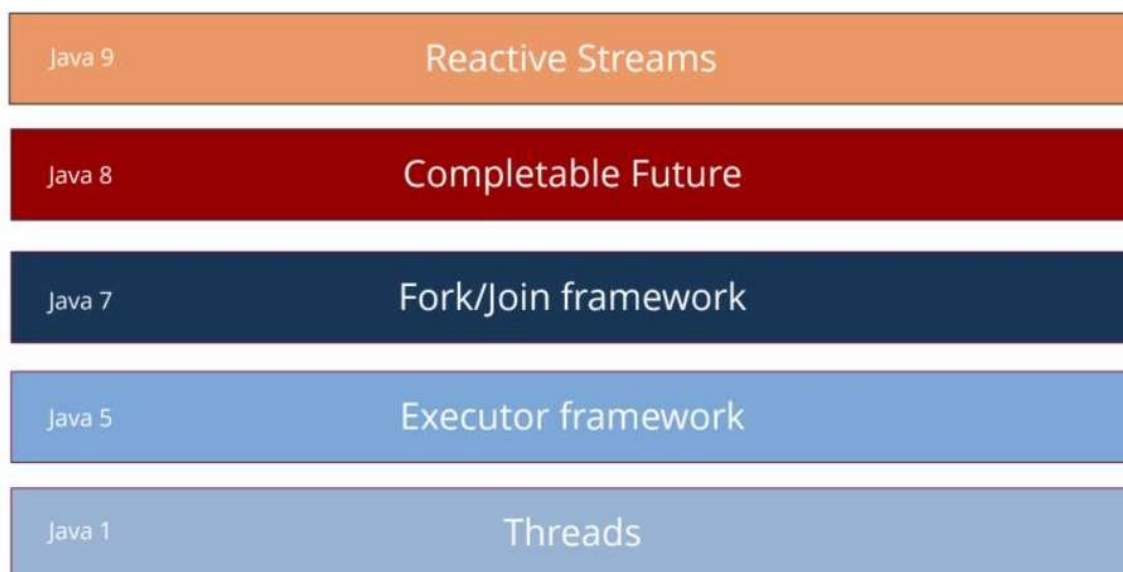 Java 9 Reactive Streams
Java 8 Completable Future
Java 7 Fork/Join framework
Java 5 Executor framework
Java 1 Threads